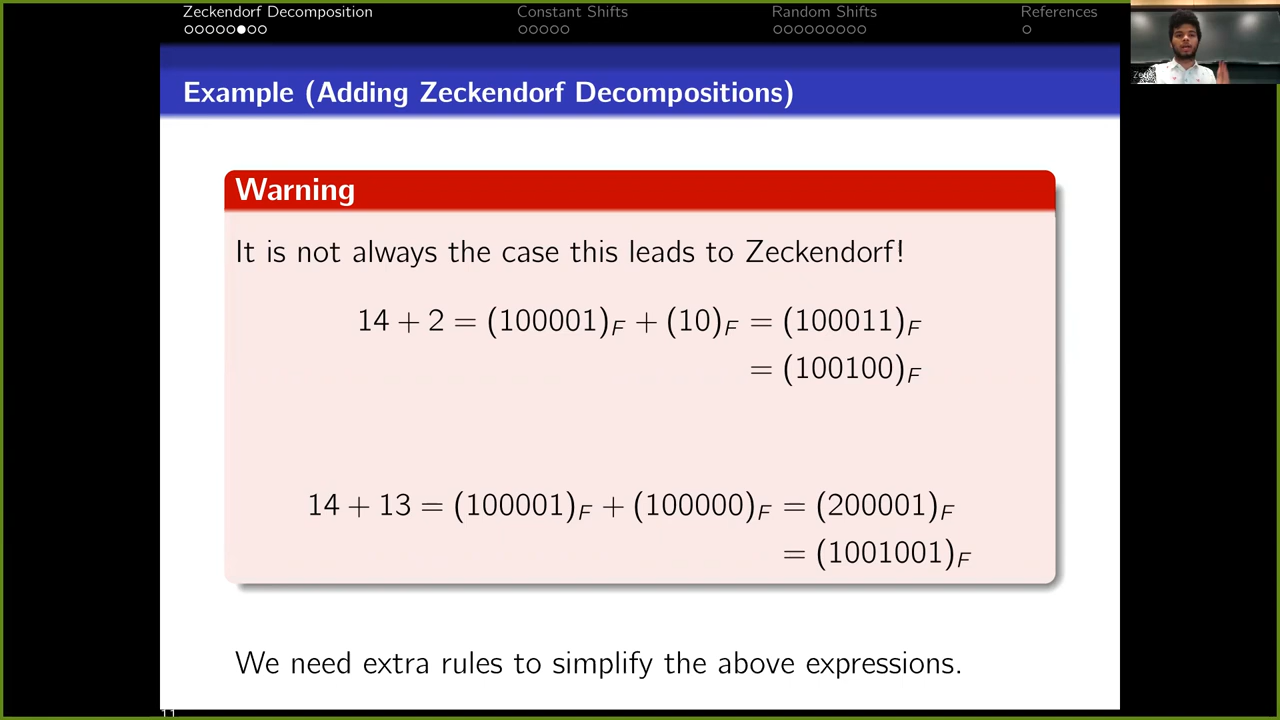 Zeckendorf Decomposition Constant Shifts Random Shifts References
Example (Adding Zeckendorf Decompositions)
Warning
It is not always the case this leads to Zeckendorf!
14 + 2 = (100001)_F + (10)_F = (100011)_F
= (100100)_F
14 + 13 = (100001)_F + (100000)_F = (200001)_F
= (1001001)_F
We need extra rules to simplify the above expressions.
11